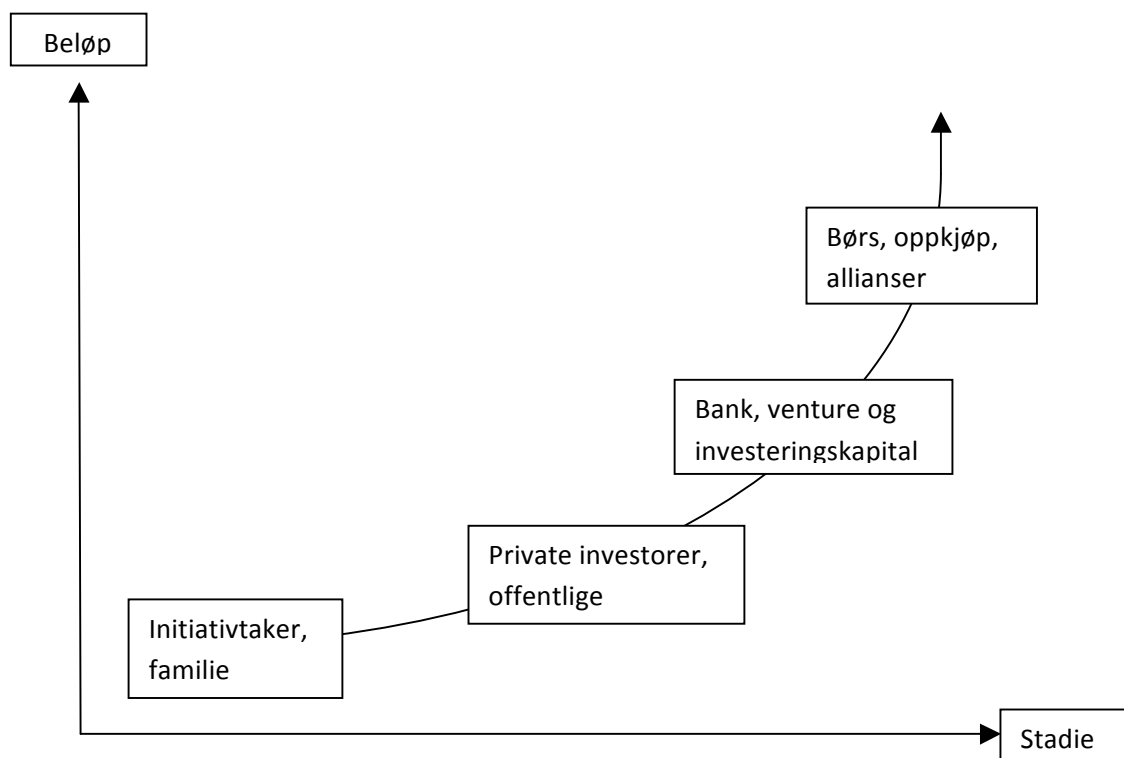 Beløp
Børs, oppkjøp,
allianser
Bank, venture og
investeringskapital
Private investorer,
offentlige
Initiativtaker,
familie
Stadie